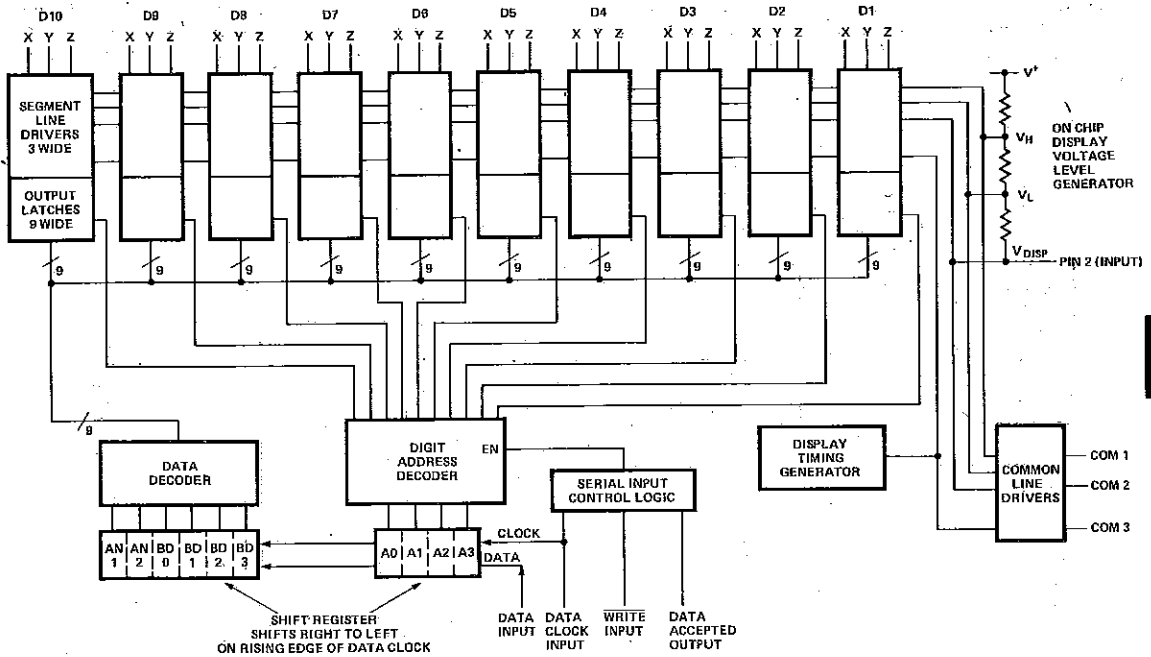 D10 D9 D8 D7 D6 D5 D4 D3 D2 D1
X Y Z X Y Z X Y Z X Y Z X Y Z X Y Z X Y Z X Y Z X Y Z X Y Z
SEGMENT
LINE
DRIVERS
3 WIDE
OUTPUT
LATCHES
9 WIDE
V+
VH
VL
VDISP
PIN 2 (INPUT)
ON CHIP
DISPLAY
VOLTAGE
LEVEL
GENERATOR
9 9 9 9 9 9 9 9 9 9
9
DATA
DECODER
DIGIT
ADDRESS
DECODER
EN
SERIAL INPUT
CONTROL LOGIC
DISPLAY
TIMING
GENERATOR
COMMON
LINE
DRIVERS
COM 1
COM 2
COM 3
AN AN BD BD BD BD
1 2 0 1 2 3
A0 A1 A2 A3
CLOCK
DATA
SHIFT REGISTER
SHIFTS RIGHT TO LEFT
ON RISING EDGE OF DATA CLOCK
DATA
INPUT
DATA
CLOCK
INPUT
WRITE
INPUT
DATA
ACCEPTED
OUTPUT